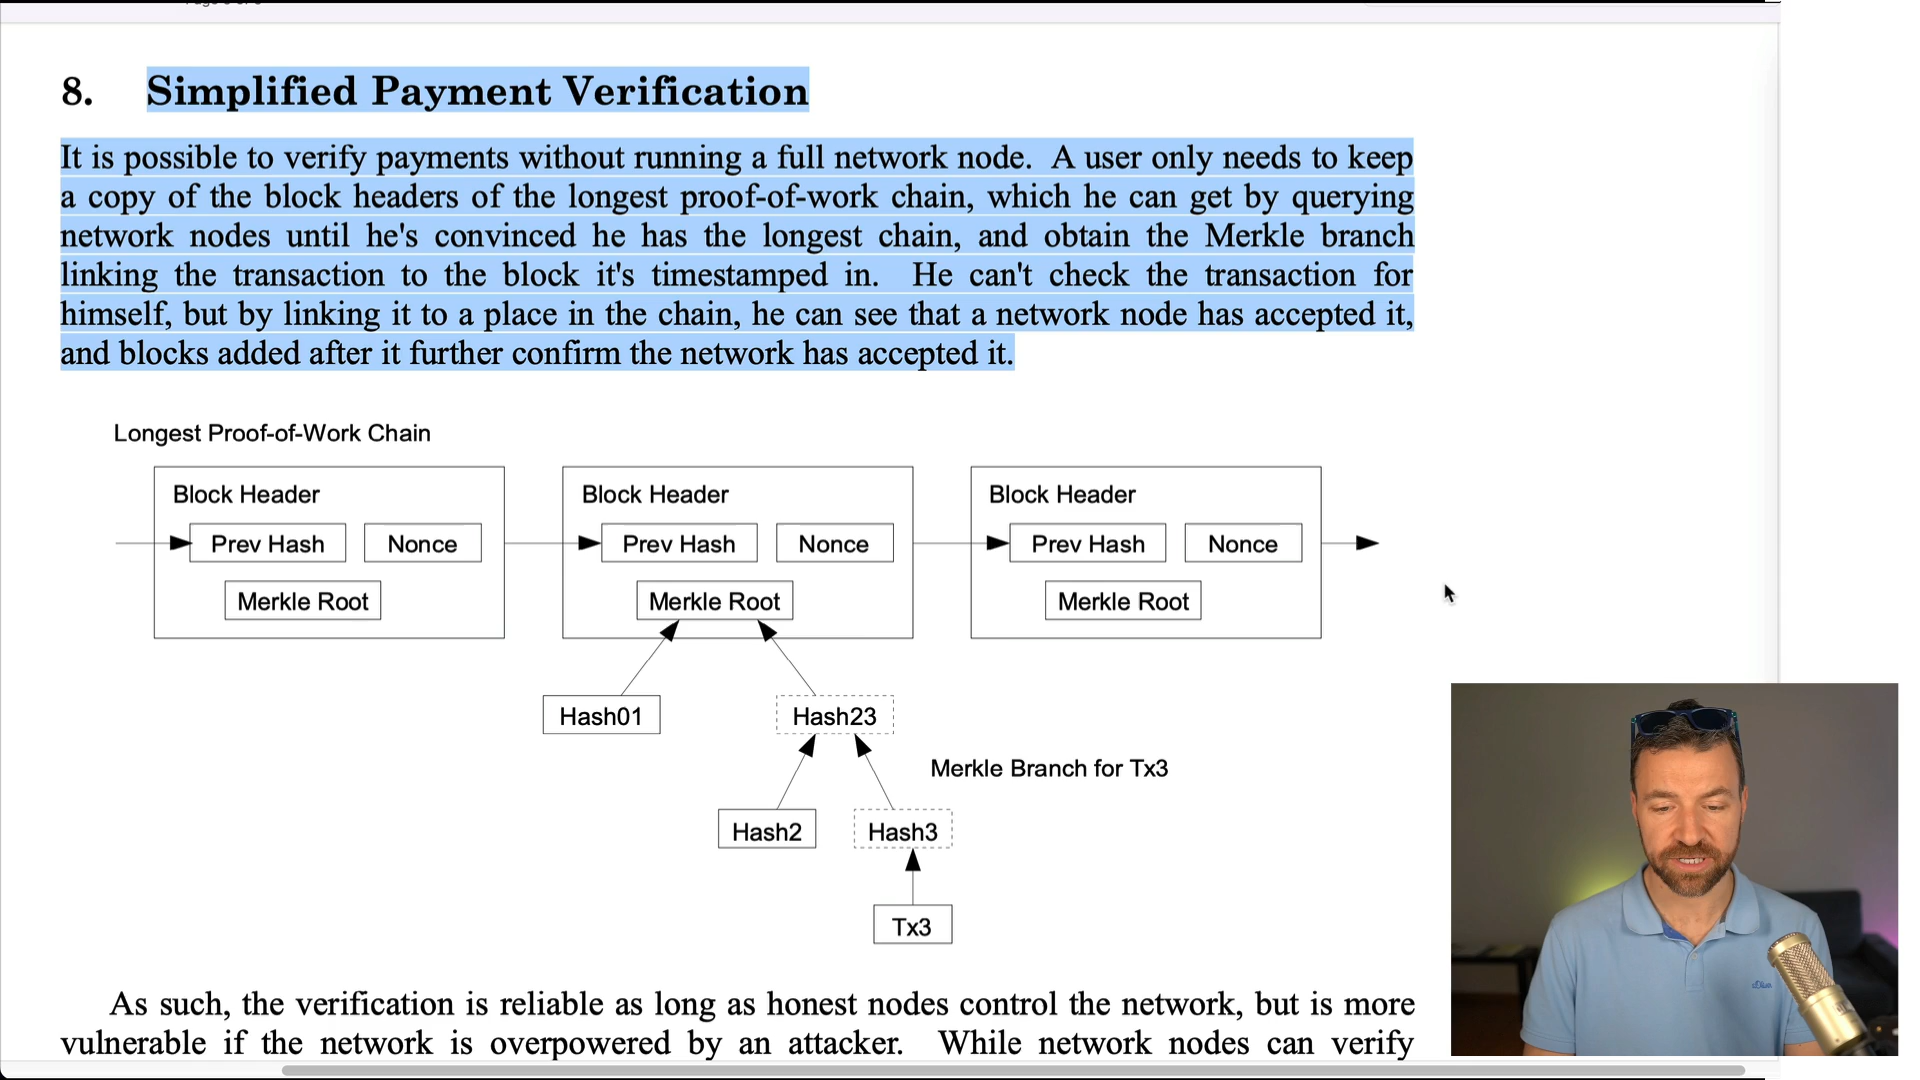 8. Simplified Payment Verification
It is possible to verify payments without running a full network node. A user only needs to keep
a copy of the block headers of the longest proof-of-work chain, which he can get by querying
network nodes until he's convinced he has the longest chain, and obtain the Merkle branch
linking the transaction to the block it's timestamped in. He can't check the transaction for
himself, but by linking it to a place in the chain, he can see that a network node has accepted it,
and blocks added after it further confirm the network has accepted it.
Longest Proof-of-Work Chain
Block Header
Prev Hash
Nonce
Merkle Root
Block Header
Prev Hash
Nonce
Merkle Root
Block Header
Prev Hash
Nonce
Merkle Root
Hash01
Hash23
Merkle Branch for Tx3
Hash2
Hash3
Tx3
As such, the verification is reliable as long as honest nodes control the network, but is more
vulnerable if the network is overpowered by an attacker. While network nodes can verify